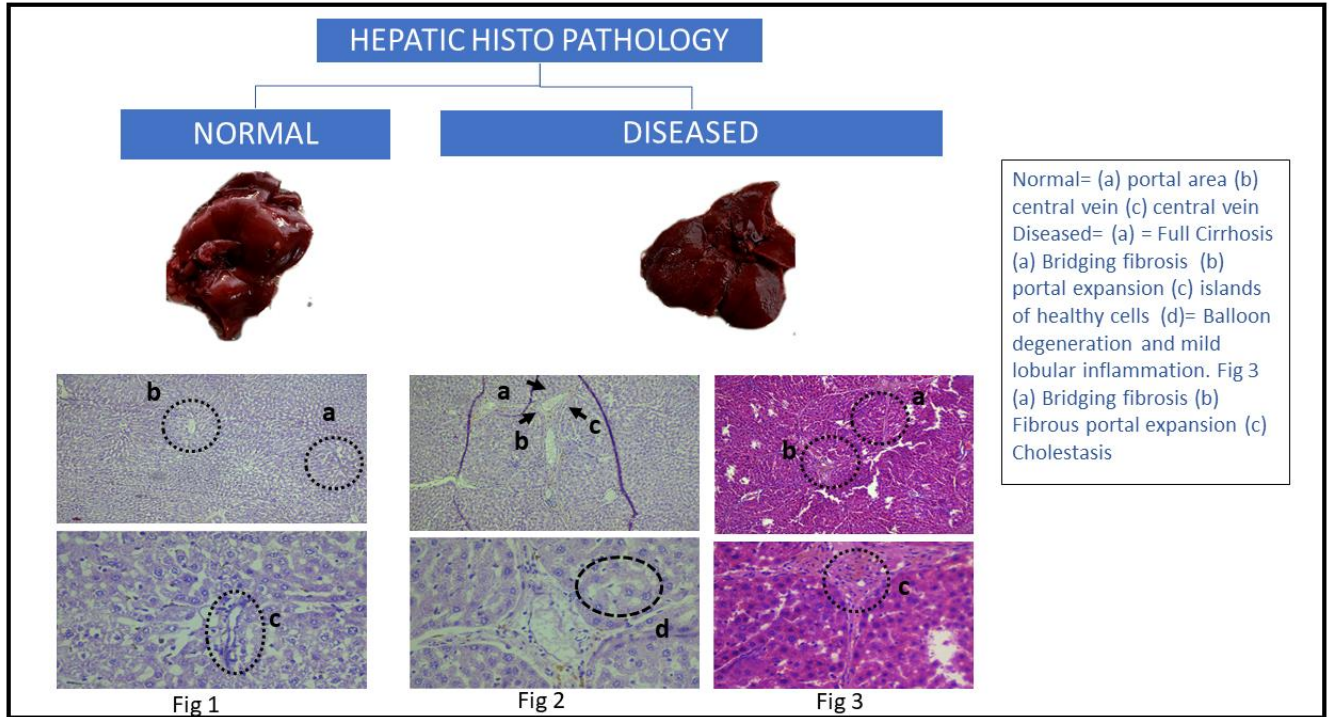 HEPATIC HISTO PATHOLOGY
NORMAL
DISEASED
Normal= (a) portal area (b)
central vein (c) central vein
Diseased= (a) = Full Cirrhosis
(a) Bridging fibrosis (b)
portal expansion (c) islands
of healthy cells (d)= Balloon
degeneration and mild
lobular inflammation. Fig 3
(a) Bridging fibrosis (b)
Fibrous portal expansion (c)
Cholestasis
b
a
a
b
c
a
b
c
d
c
Fig 1
Fig 2
Fig 3